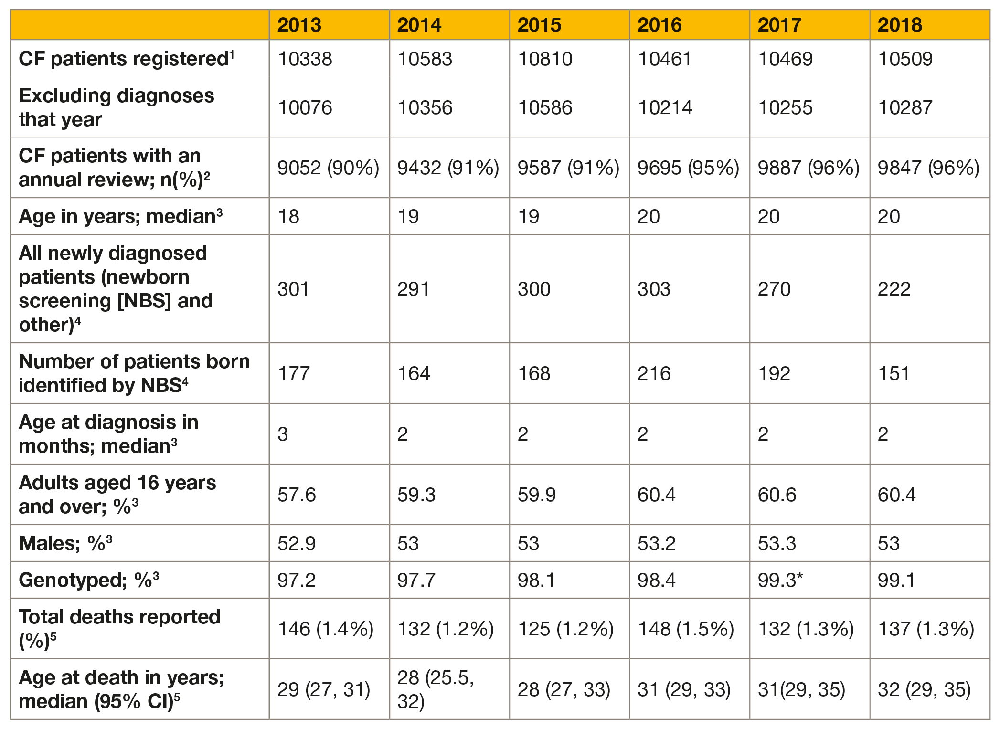 2013 2014 2015 2016 2017 2018
CF patients registered¹ 10338 10583 10810 10461 10469 10509
Excluding diagnoses
that year 10076 10356 10586 10214 10255 10287
CF patients with an
annual review; n(%)² 9052 (90%) 9432 (91%) 9587 (91%) 9695 (95%) 9887 (96%) 9847 (96%)
Age in years; median³ 18 19 19 20 20 20
All newly diagnosed
patients (newborn
screening [NBS] and
other)⁴ 301 291 300 303 270 222
Number of patients born
identified by NBS⁴ 177 164 168 216 192 151
Age at diagnosis in
months; median³ 3 2 2 2 2 2
Adults aged 16 years
and over; %³ 57.6 59.3 59.9 60.4 60.6 60.4
Males; %³ 52.9 53 53 53.2 53.3 53
Genotyped; %³ 97.2 97.7 98.1 98.4 99.3* 99.1
Total deaths reported
(%)⁵ 146 (1.4%) 132 (1.2%) 125 (1.2%) 148 (1.5%) 132 (1.3%) 137 (1.3%)
Age at death in years;
median (95% CI)⁵ 29 (27, 31) 28 (25.5,
32) 28 (27, 33) 31 (29, 33) 31(29, 35) 32 (29, 35)